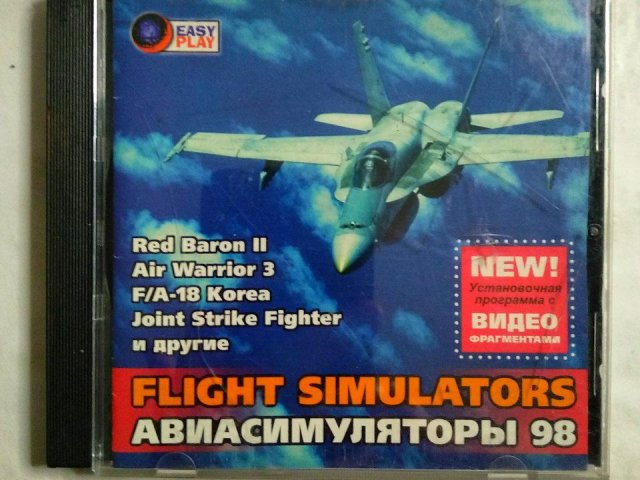 EASY
PLAY
Red Baron II
Air Warrior 3
F/A-18 Korea
Joint Strike Fighter
и другие
NEW!
Установочная
программа с
ВИДЕО
ФРАГМЕНТАМИ
FLIGHT SIMULATORS
АВИАСИМУЛЯТОРЫ 98